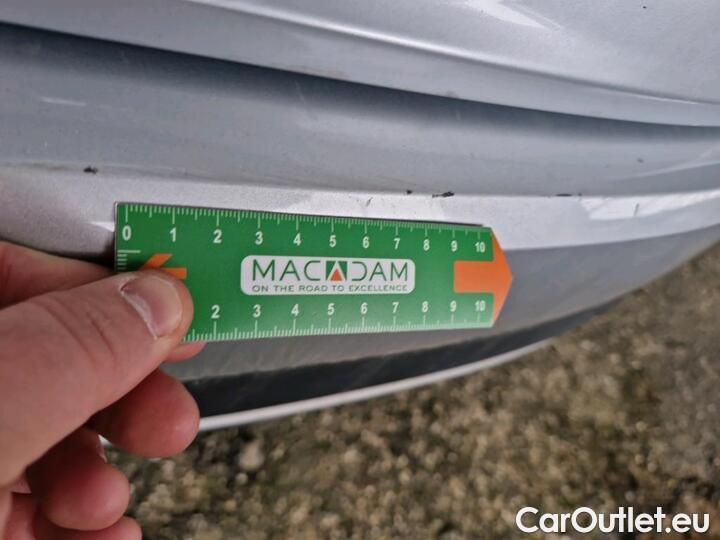 0 1 2 3 4 5 6 7 8 9 10
MACADAM
ON THE ROAD TO EXCELLENCE
2 3 4 5 6 7 8 9 10
CarOutlet.eu